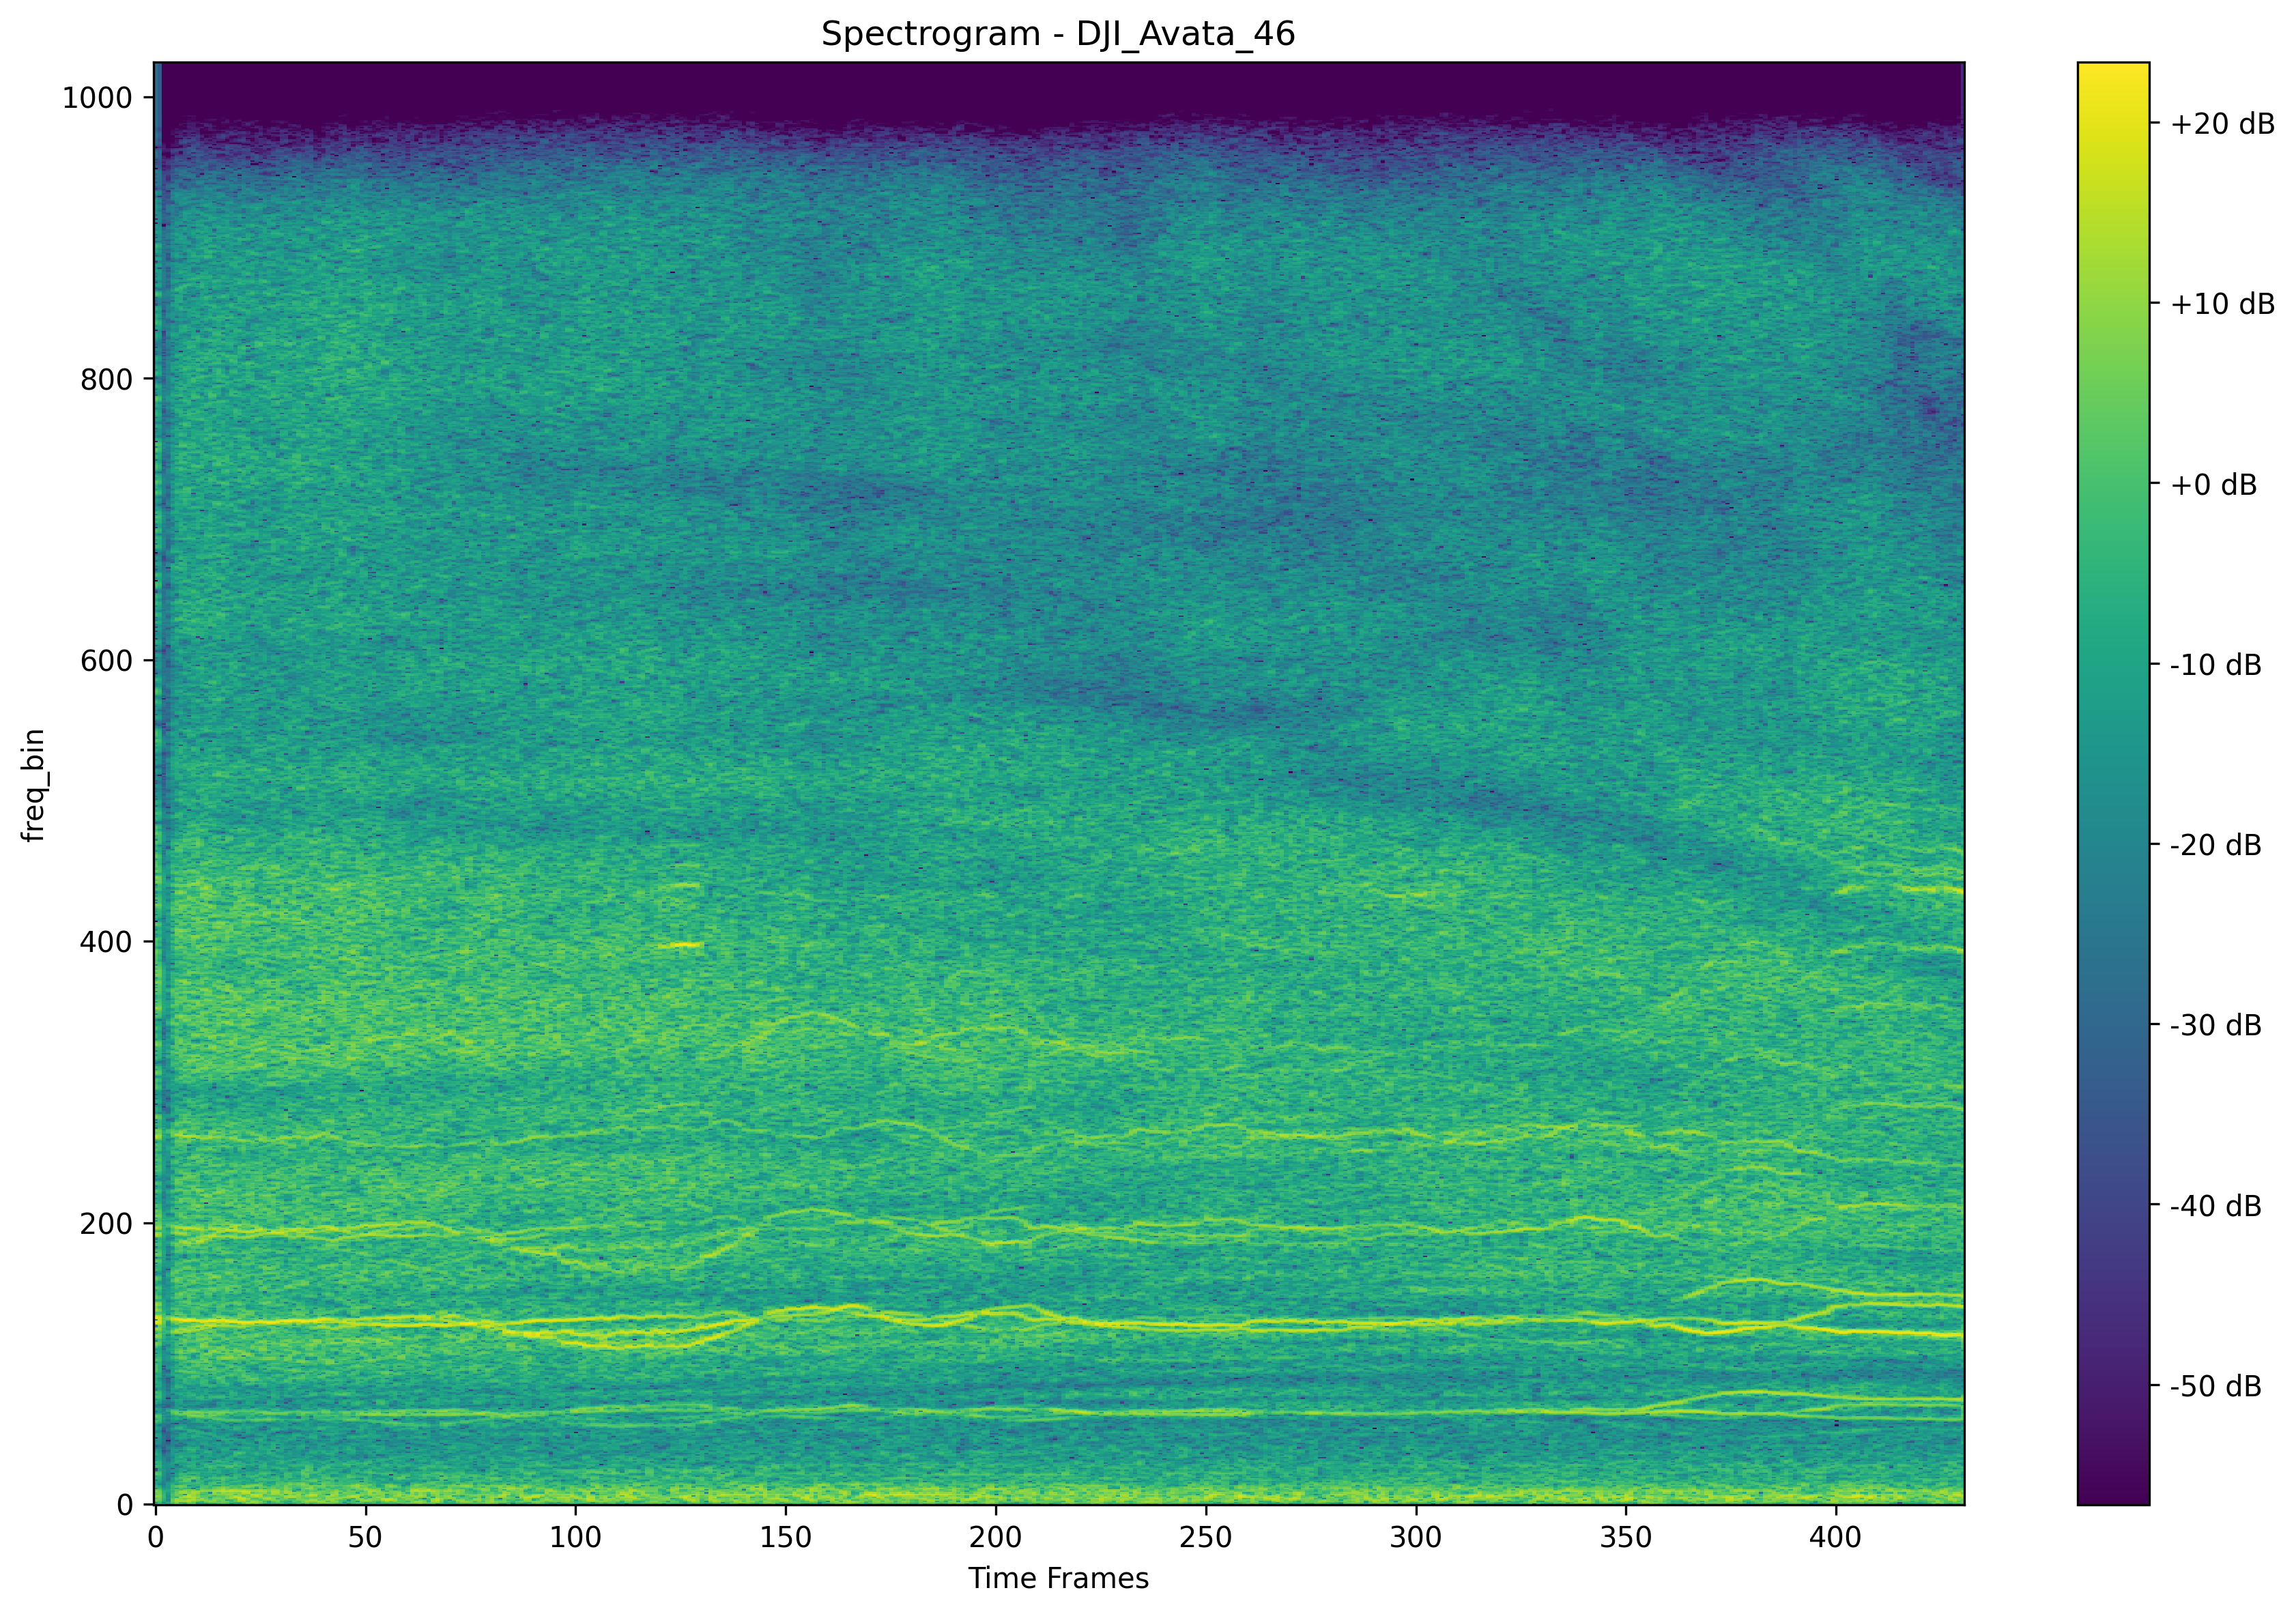 Spectrogram - DJI_Avata_46
freq_bin
1000
800
600
400
200
0
0 50 100 150 200 250 300 350 400
Time Frames
+20 dB
+10 dB
+0 dB
-10 dB
-20 dB
-30 dB
-40 dB
-50 dB